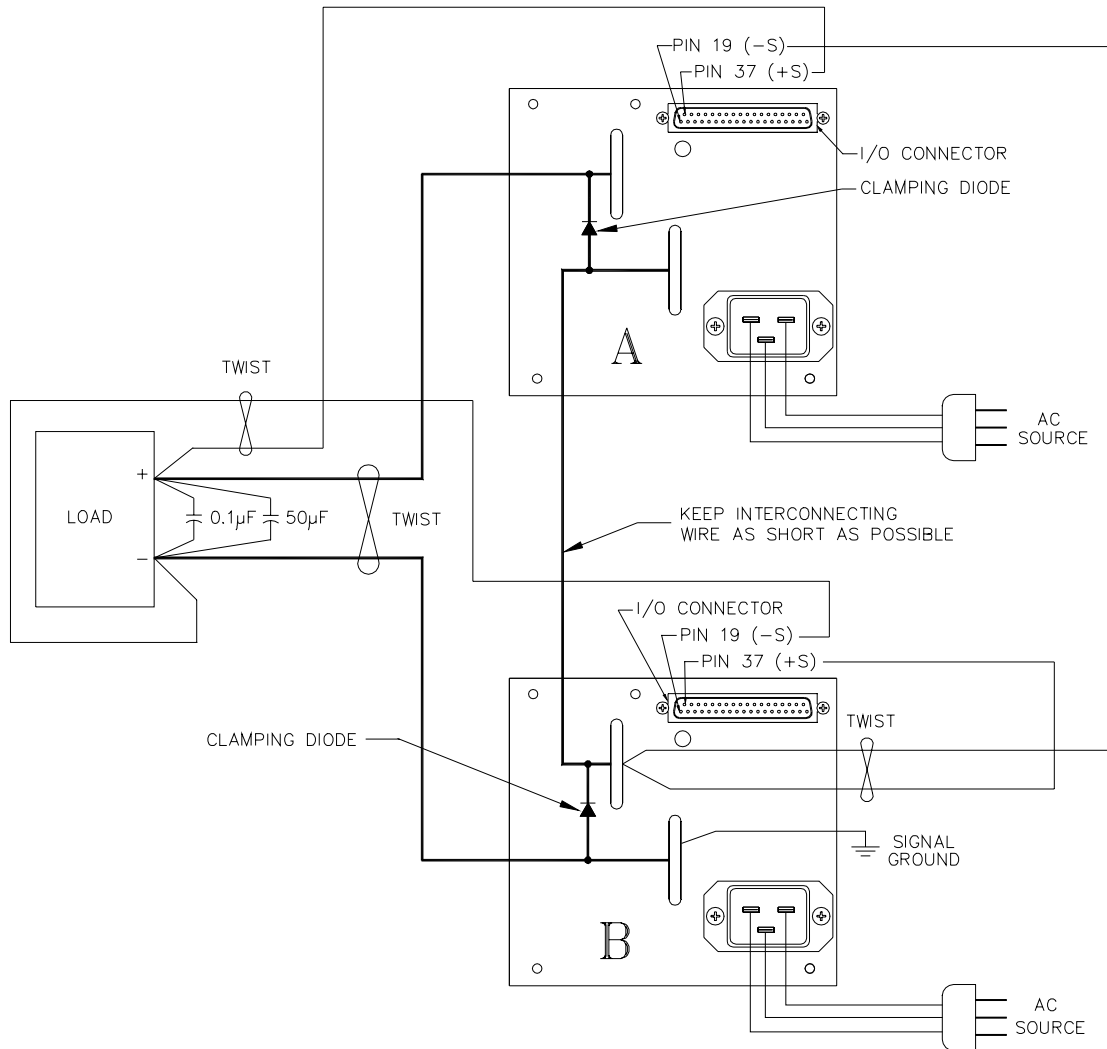 PIN 19 (−S)
PIN 37 (+S)
I/O CONNECTOR
CLAMPING DIODE
A
TWIST
AC
SOURCE
+
LOAD
0.1µF
50µF
TWIST
−
KEEP INTERCONNECTING
WIRE AS SHORT AS POSSIBLE
I/O CONNECTOR
PIN 19 (−S)
PIN 37 (+S)
TWIST
CLAMPING DIODE
SIGNAL
GROUND
B
AC
SOURCE